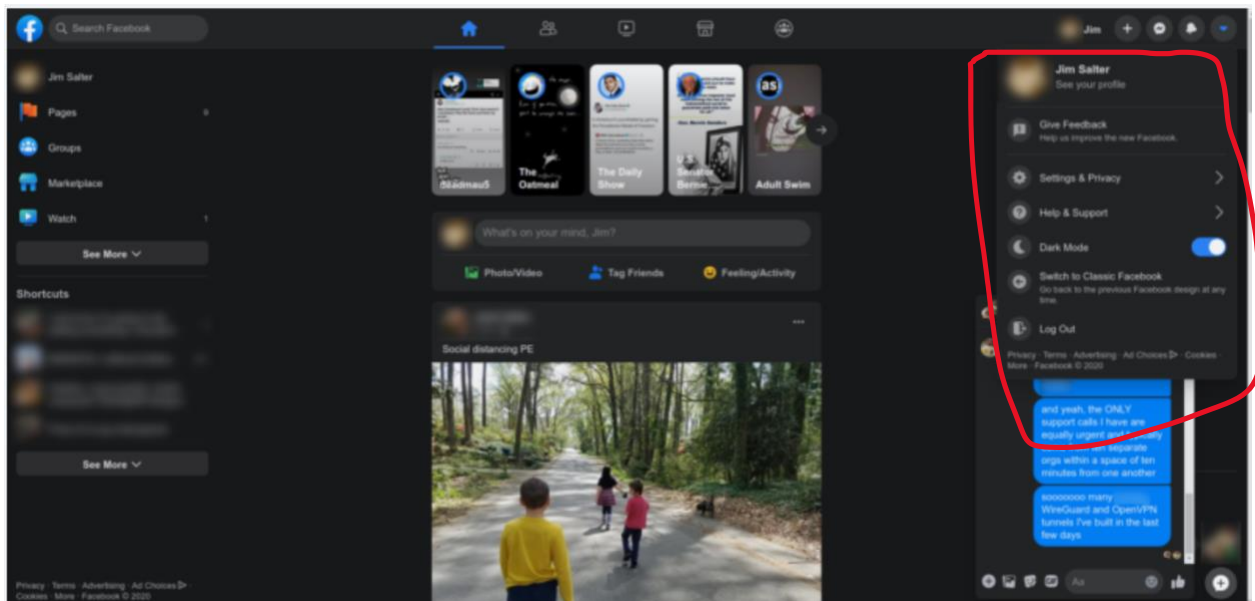 Search Facebook
Jim
Jim Salter
Pages 9
Groups
Marketplace
Watch 1
See More
Shortcuts
See More
Privacy · Terms · Advertising · Ad Choices ·
Cookies · More · Facebook © 2020
deadmau5
The
Oatmeal
The Daily
Show
U.S.
Senator
Bernie
as
Adult Swim
What's on your mind, Jim?
Photo/Video
Tag Friends
Feeling/Activity
Social distancing PE
Jim Salter
See your profile
Give Feedback
Help us improve the new Facebook.
Settings & Privacy
Help & Support
Dark Mode
Switch to Classic Facebook
Go back to the previous Facebook design at any
time.
Log Out
Privacy · Terms · Advertising · Ad Choices · Cookies ·
More · Facebook © 2020
and yeah, the ONLY
support calls I have are
equally urgent and
separate
orgs within a space of ten
minutes from one another
sooooooo many
WireGuard and OpenVPN
tunnels I've built in the last
few days
Aa